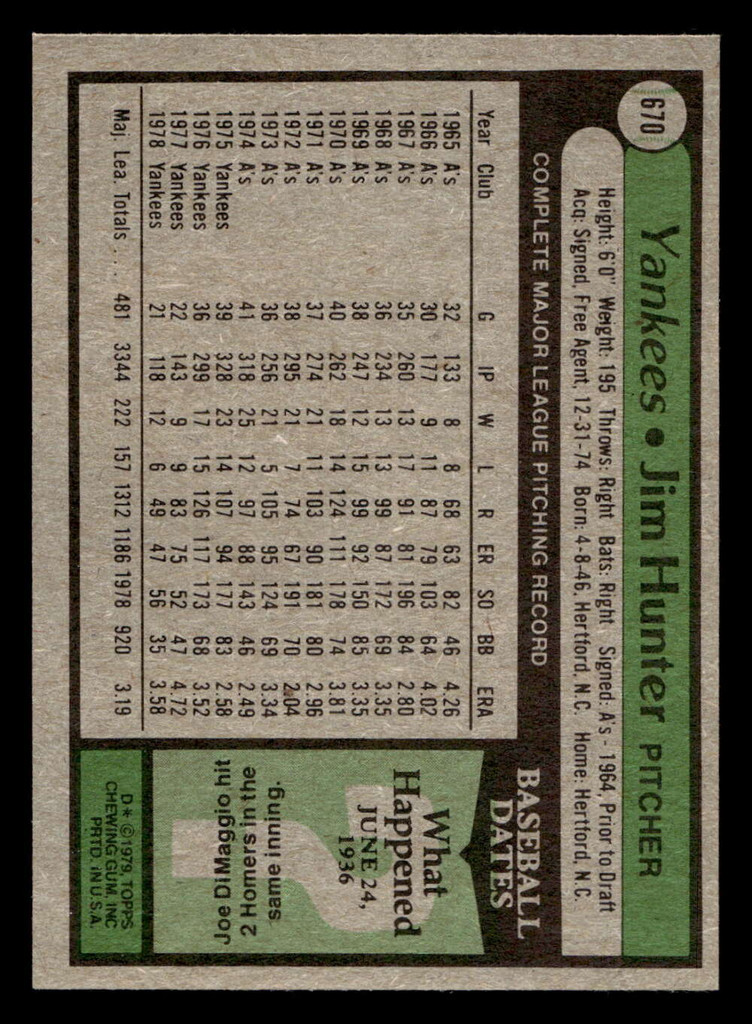 670
Yankees • Jim Hunter PITCHER
Height: 6'0" Weight: 195 Throws: Right Bats: Right Signed: A's - 1964, Prior to Draft
Acq: Signed, Free Agent, 12-31-74 Born: 4-8-46, Hertford, N.C. Home: Hertford, N.C.
COMPLETE MAJOR LEAGUE PITCHING RECORD
Year Club G IP W L R ER SO BB ERA
1965 A's 32 133 8 8 68 63 82 46 4.26
1966 A's 30 177 9 11 87 79 103 64 4.02
1967 A's 35 260 13 17 91 81 196 84 2.80
1968 A's 36 234 13 13 99 87 172 69 3.35
1969 A's 38 247 12 15 99 92 150 85 3.35
1970 A's 40 262 18 14 124 111 178 74 3.81
1971 A's 37 274 21 11 103 90 181 80 2.96
1972 A's 38 295 21 7 74 67 191 70 2.04
1973 A's 36 256 21 5 105 95 124 69 3.34
1974 A's 41 318 25 12 97 88 143 46 2.49
1975 Yankees 39 328 23 14 107 94 177 83 2.58
1976 Yankees 36 299 17 15 126 117 173 68 3.52
1977 Yankees 22 143 9 9 83 75 52 47 4.72
1978 Yankees 21 118 12 6 49 47 56 35 3.58
Maj. Lea. Totals . . . 481 3344 222 157 1312 1186 1978 920 3.19
BASEBALL
DATES
What
Happened
JUNE 24,
1936
?
Joe DiMaggio hit
2 Homers in the
same inning.
D* ©1979, TOPPS
CHEWING GUM, INC
PRTD. IN U.S.A.